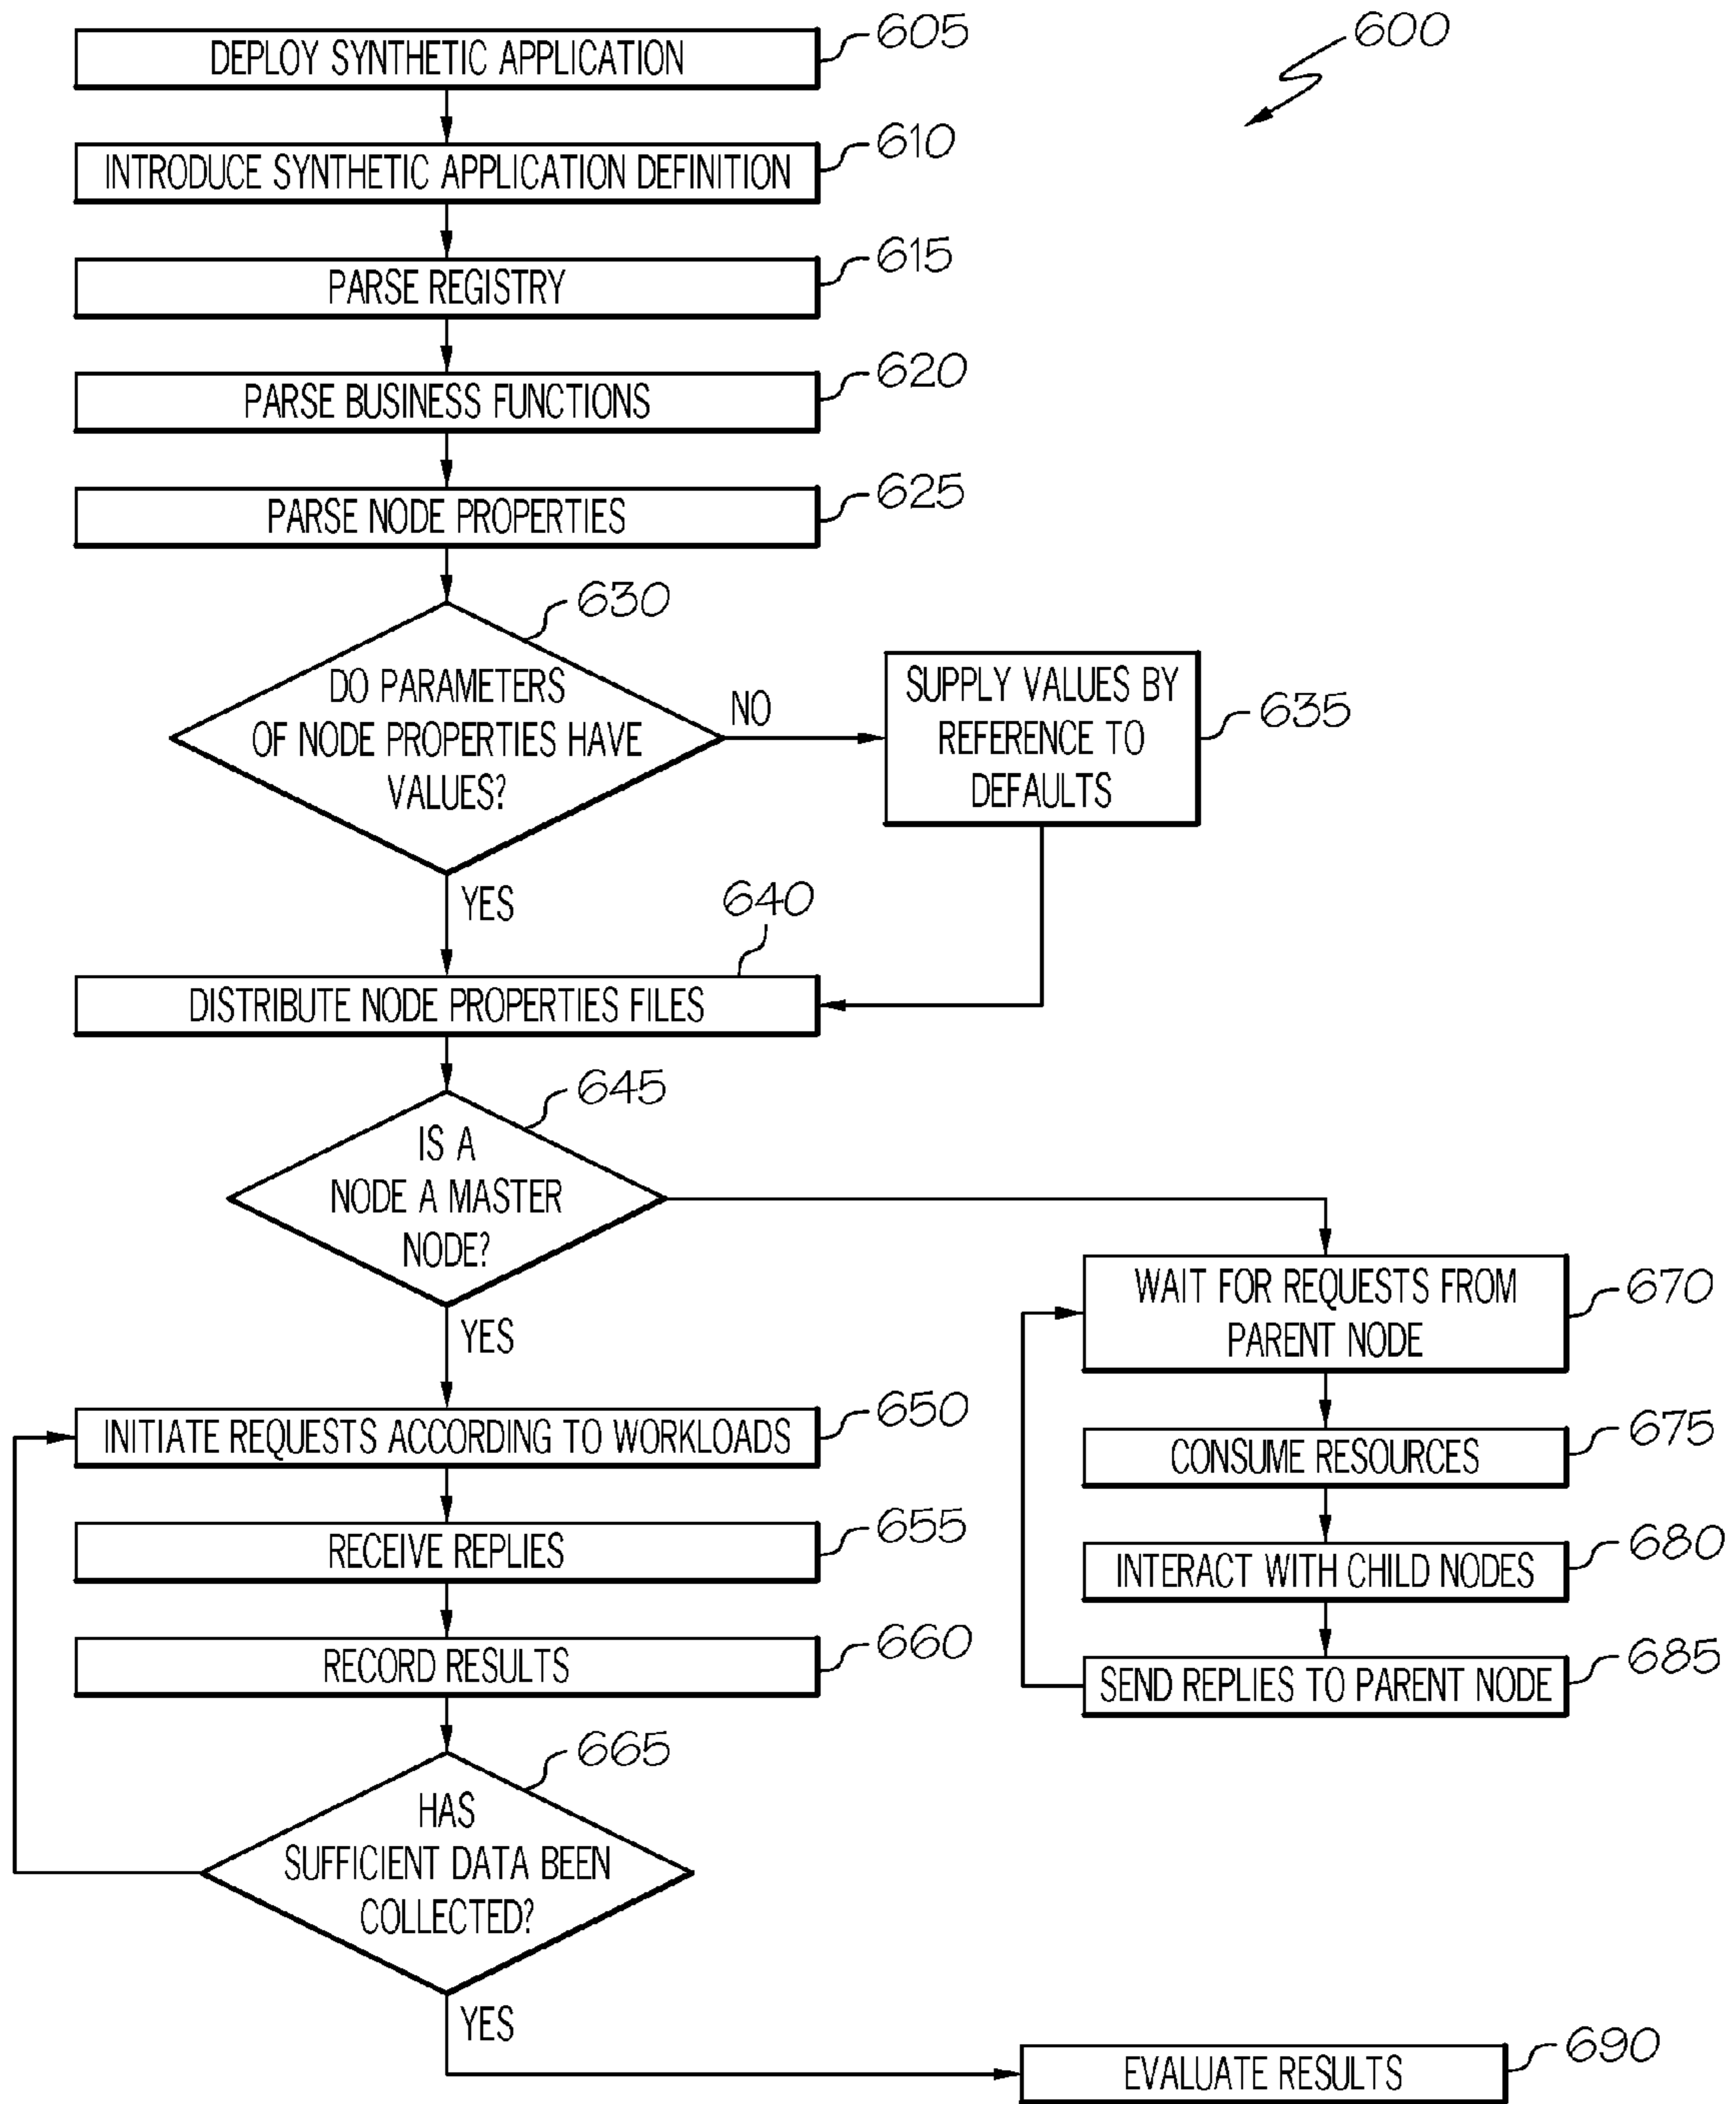 600
DEPLOY SYNTHETIC APPLICATION
605
INTRODUCE SYNTHETIC APPLICATION DEFINITION
610
PARSE REGISTRY
615
PARSE BUSINESS FUNCTIONS
620
PARSE NODE PROPERTIES
625
630
DO PARAMETERS
OF NODE PROPERTIES HAVE
VALUES?
NO
SUPPLY VALUES BY
REFERENCE TO
DEFAULTS
635
YES
640
DISTRIBUTE NODE PROPERTIES FILES
645
IS A
NODE A MASTER
NODE?
YES
INITIATE REQUESTS ACCORDING TO WORKLOADS
650
RECEIVE REPLIES
655
RECORD RESULTS
660
665
HAS
SUFFICIENT DATA BEEN
COLLECTED?
YES
WAIT FOR REQUESTS FROM
PARENT NODE
670
CONSUME RESOURCES
675
INTERACT WITH CHILD NODES
680
SEND REPLIES TO PARENT NODE
685
EVALUATE RESULTS
690